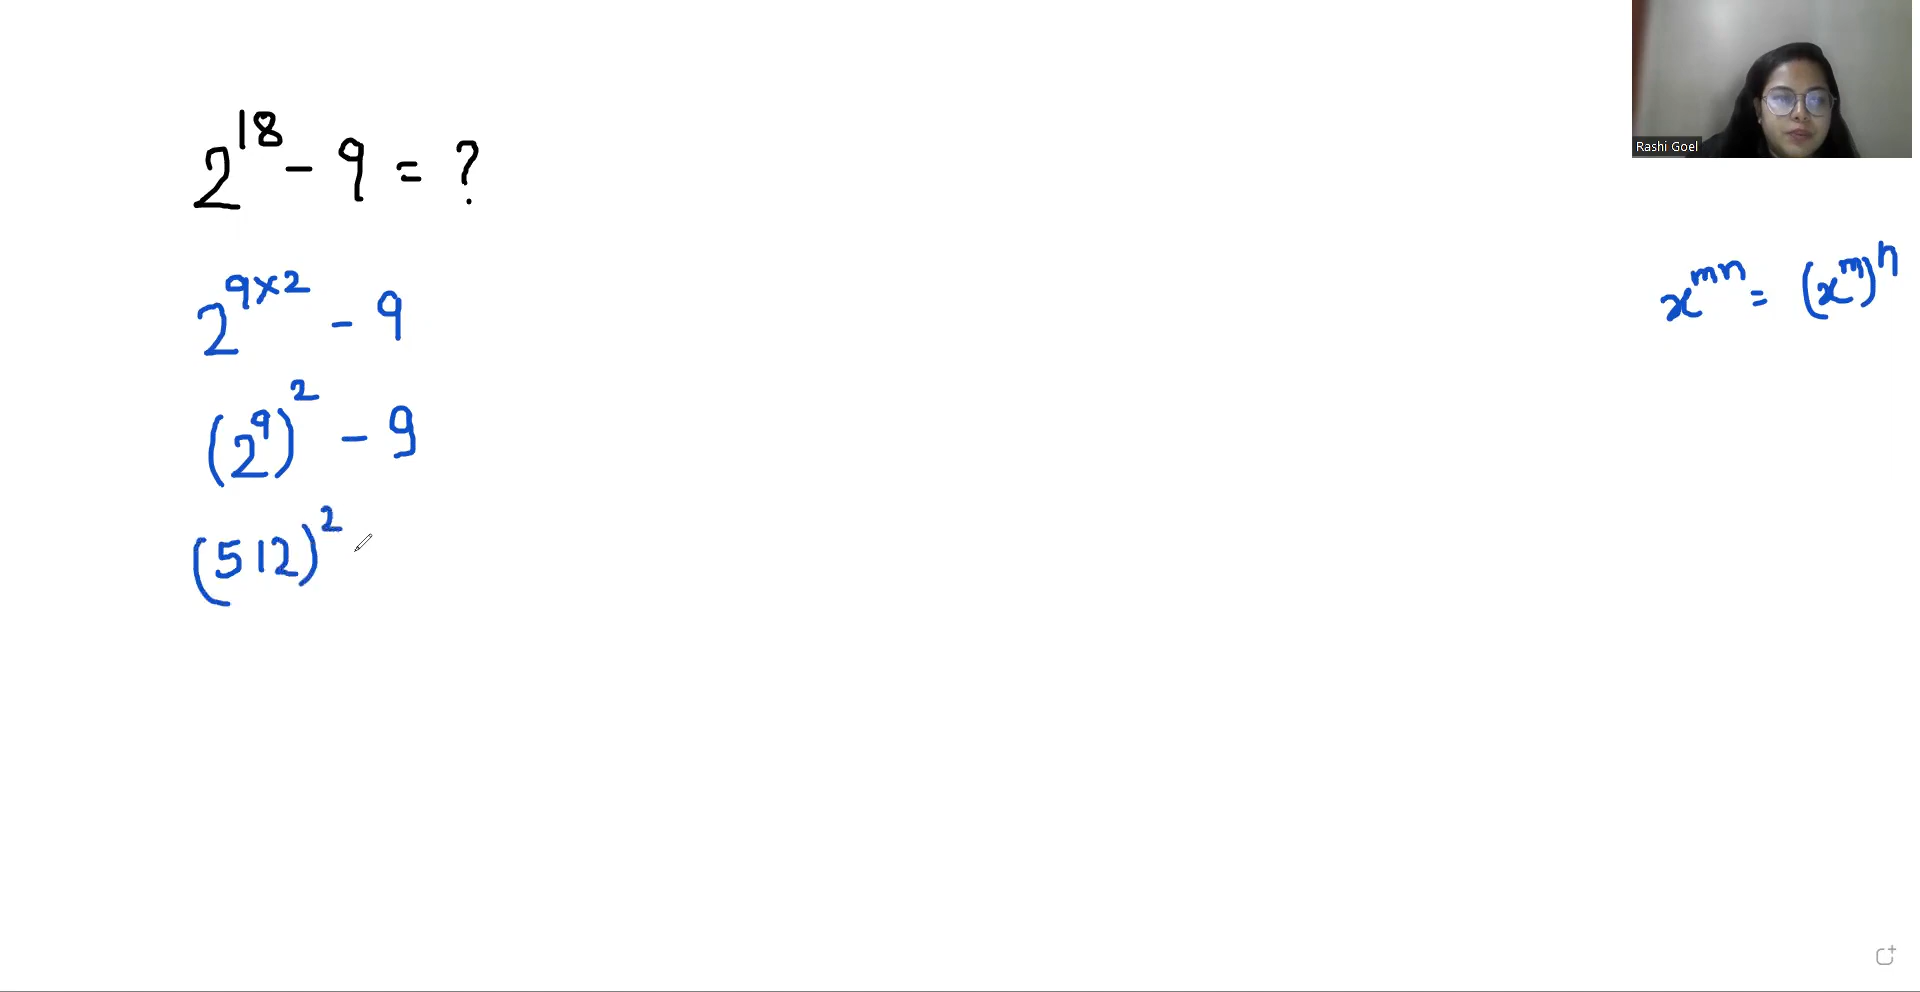 2^18 - 9 = ?
2^9×2 - 9
(2^9)^2 - 9
(512)^2
Rashi Goel
x^mn = (x^m)^n